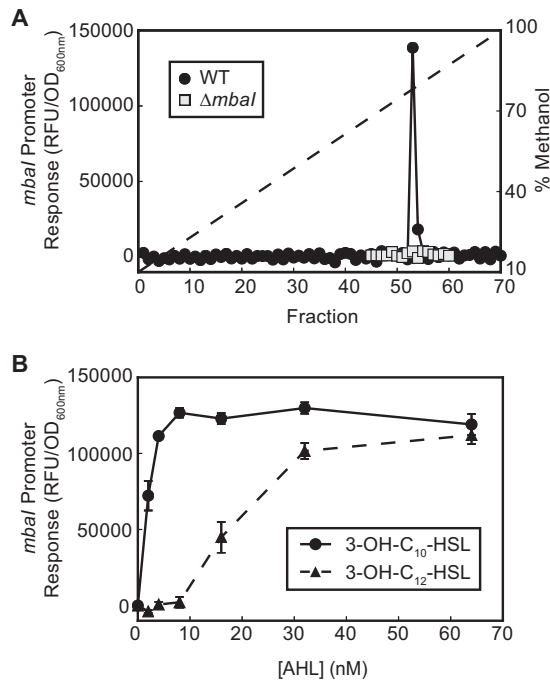 A
150000
100000
50000
0
mbaI Promoter
Response (RFU/OD600nm)
WT
ΔmbaI
100
70
40
10
% Methanol
0 10 20 30 40 50 60 70
Fraction
B
150000
100000
50000
0
mbaI Promoter
Response (RFU/OD600nm)
3-OH-C10-HSL
3-OH-C12-HSL
0 10 20 30 40 50 60 70
[AHL] (nM)